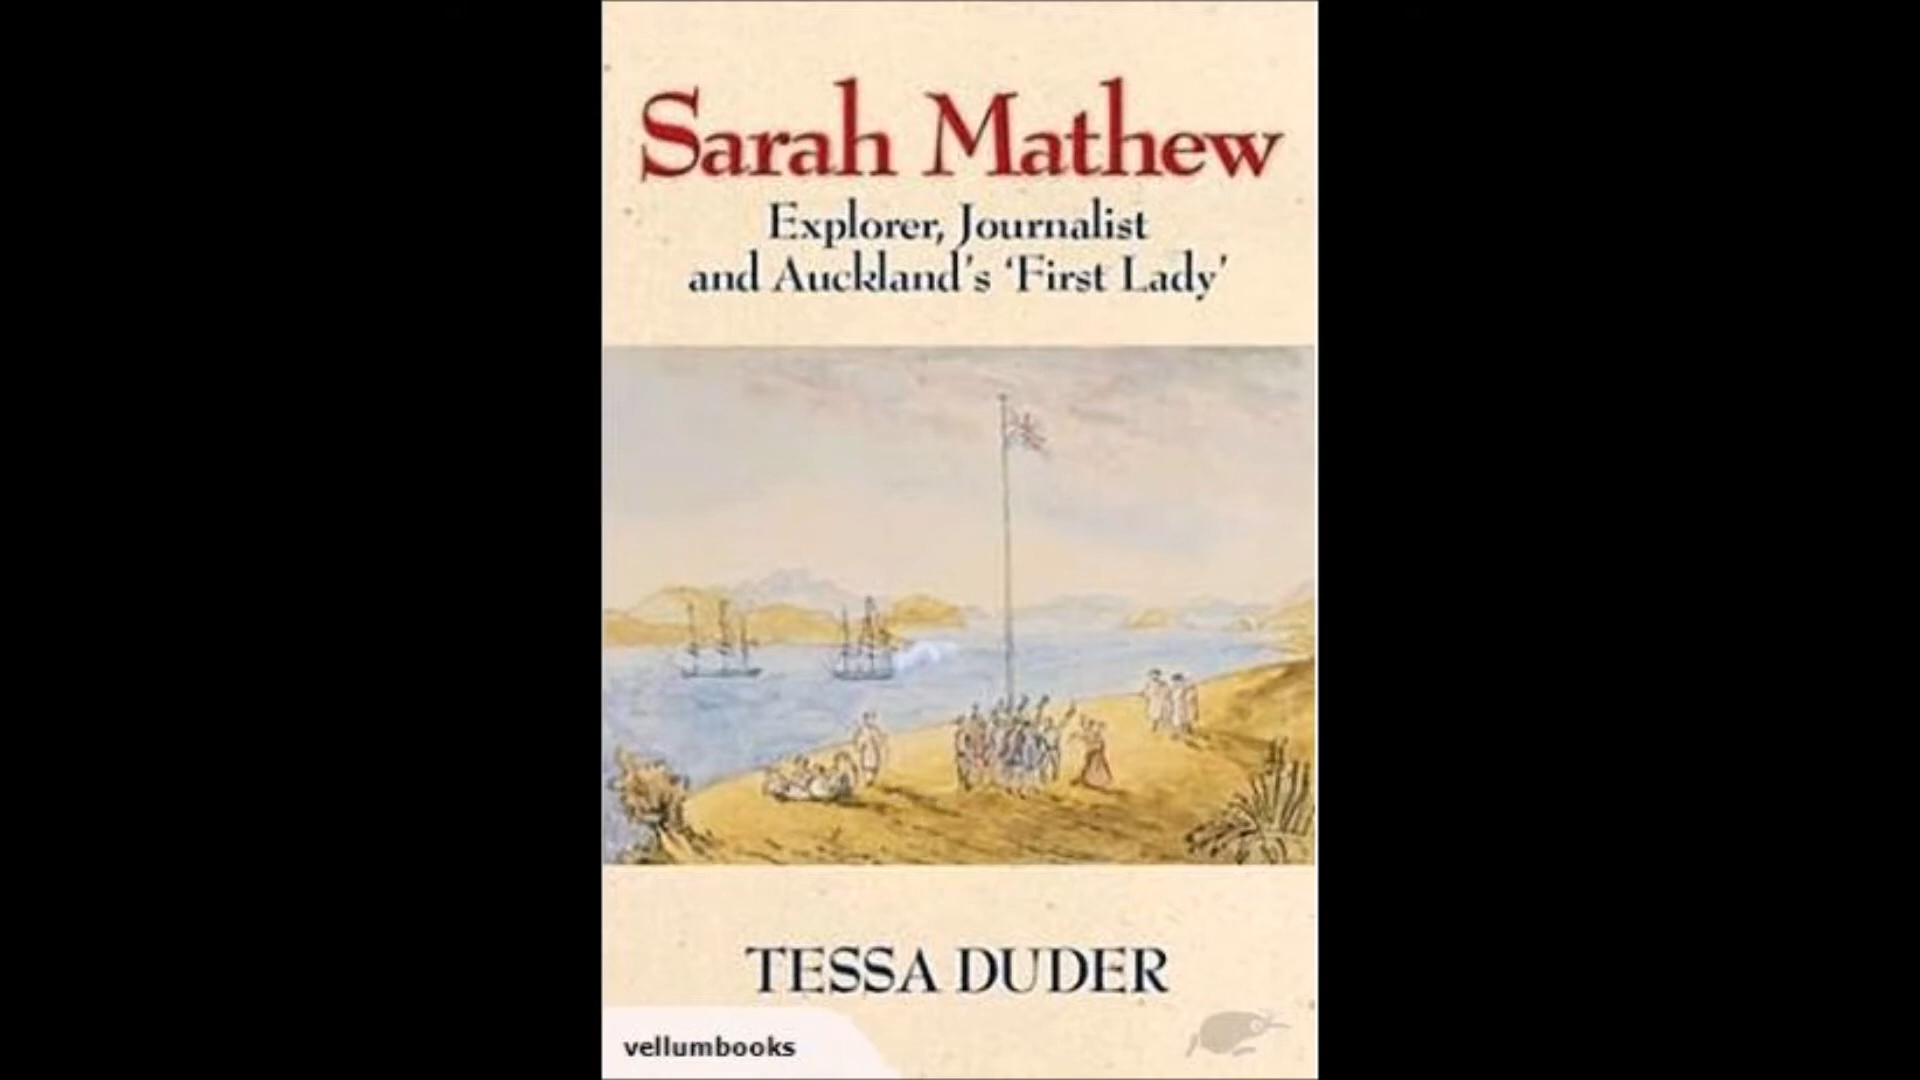 Sarah Mathew
Explorer, Journalist
and Auckland's 'First Lady'
TESSA DUDER
vellumbooks